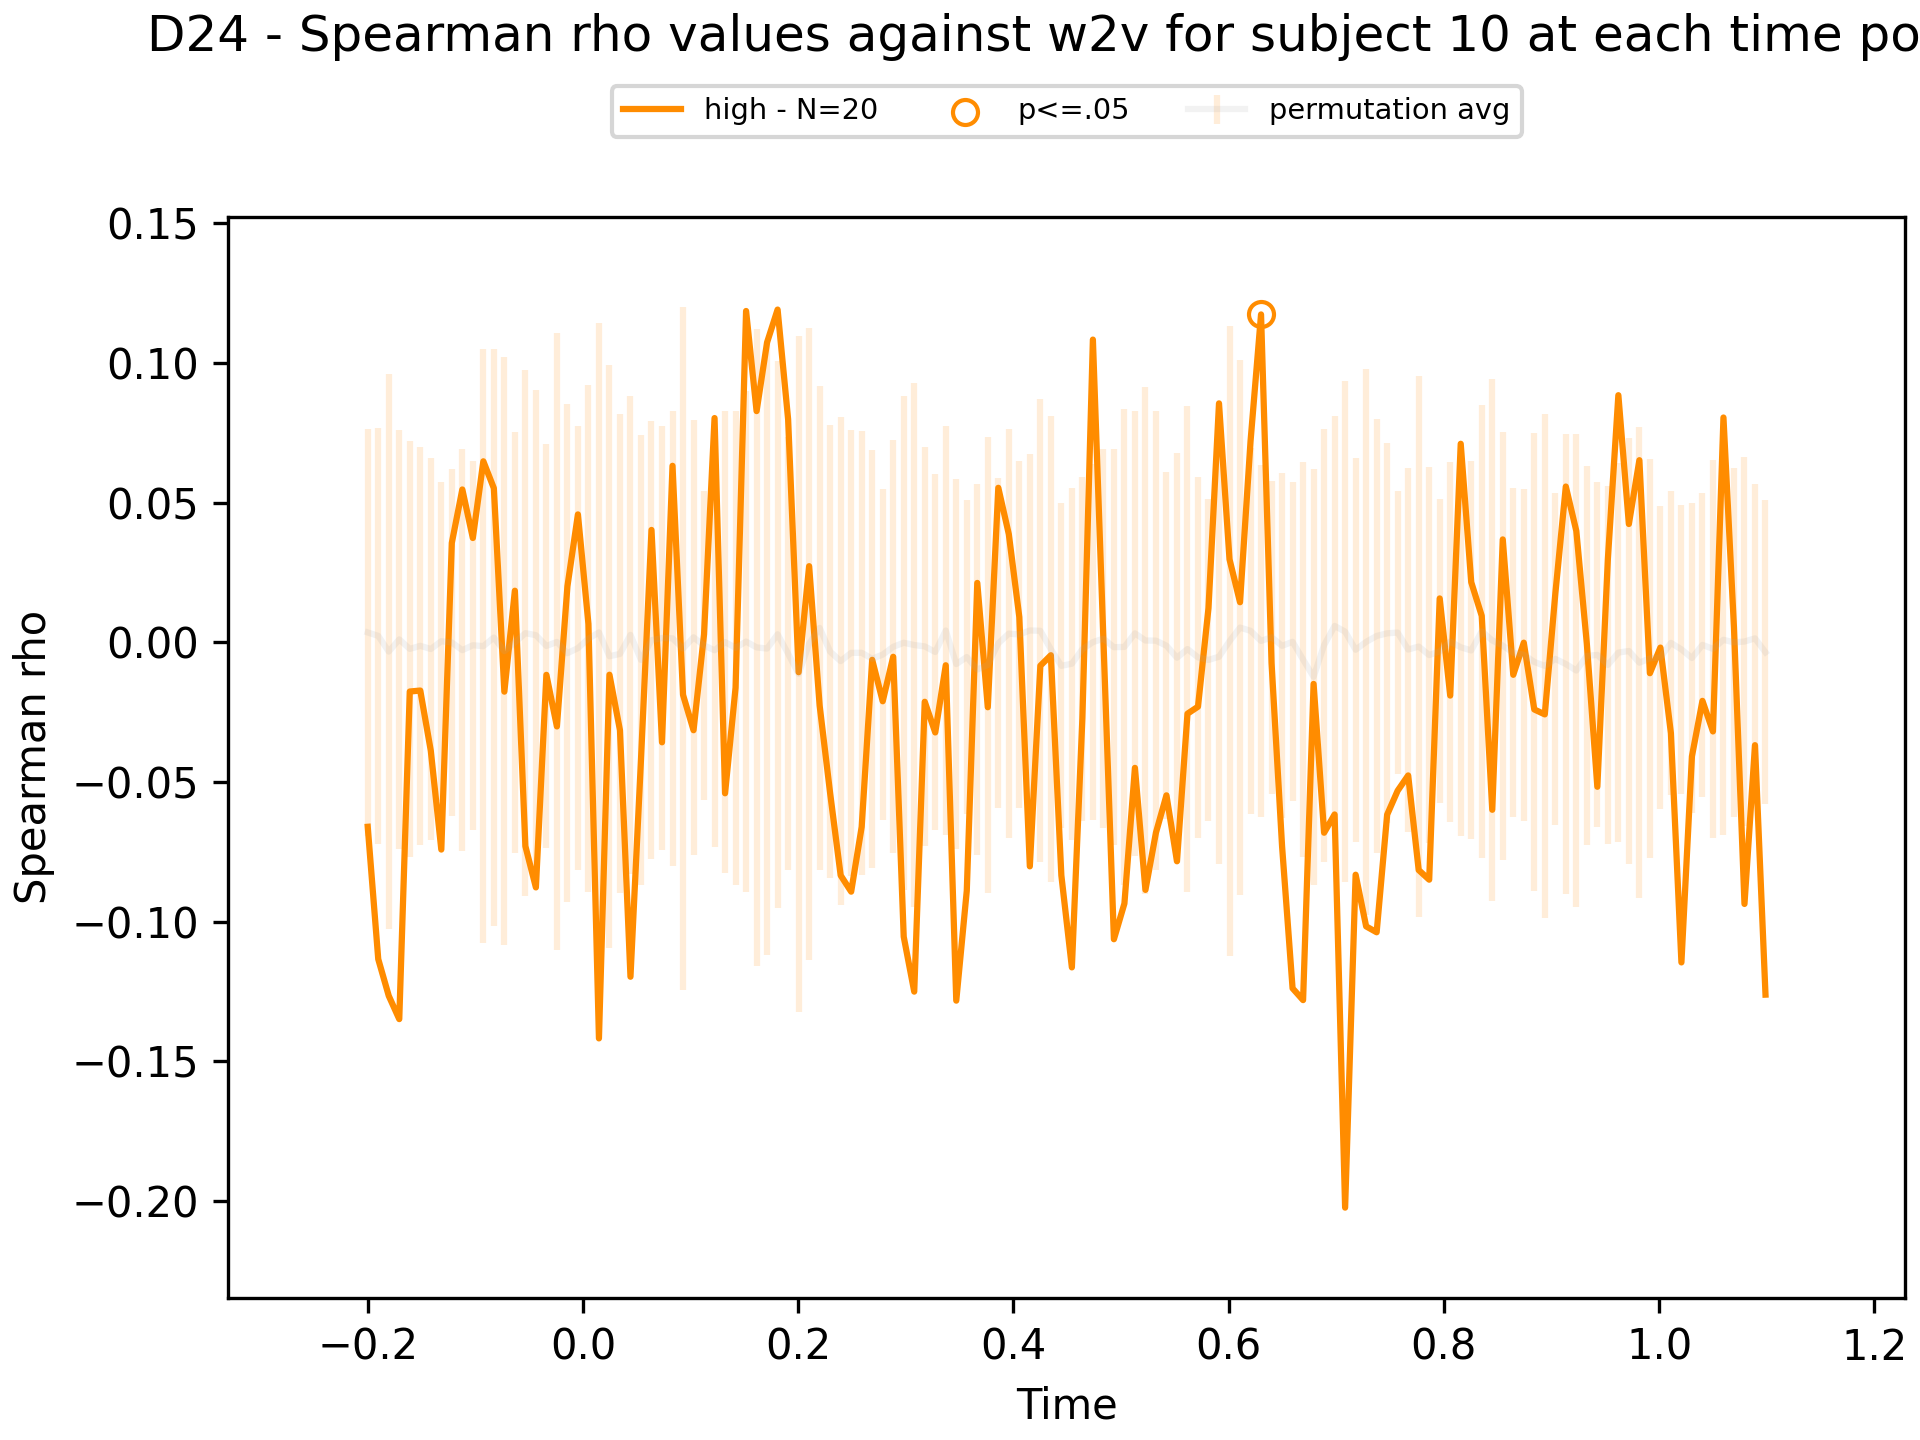 D24 - Spearman rho values against w2v for subject 10 at each time po
high - N=20 p<=.05 permutation avg
0.15
0.10
0.05
0.00
−0.05
−0.10
−0.15
−0.20
Spearman rho
−0.2 0.0 0.2 0.4 0.6 0.8 1.0 1.2
Time